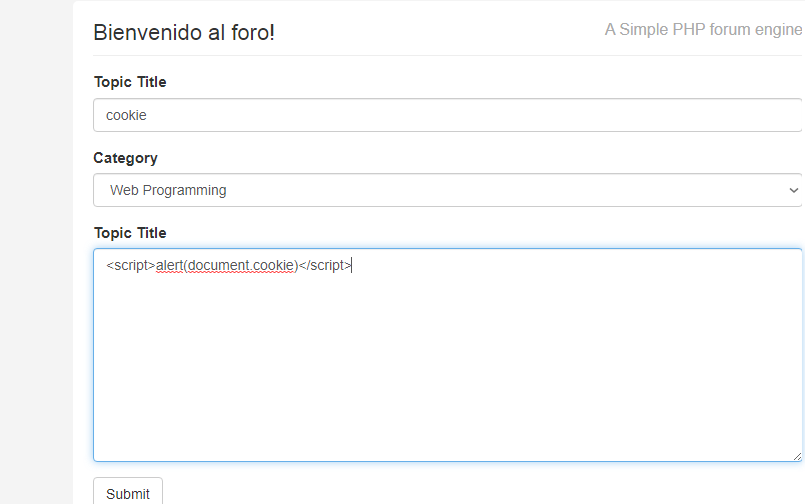 Bienvenido al foro!
A Simple PHP forum engine
Topic Title
cookie
Category
Web Programming
Topic Title
<script>alert(document.cookie)</script>
Submit